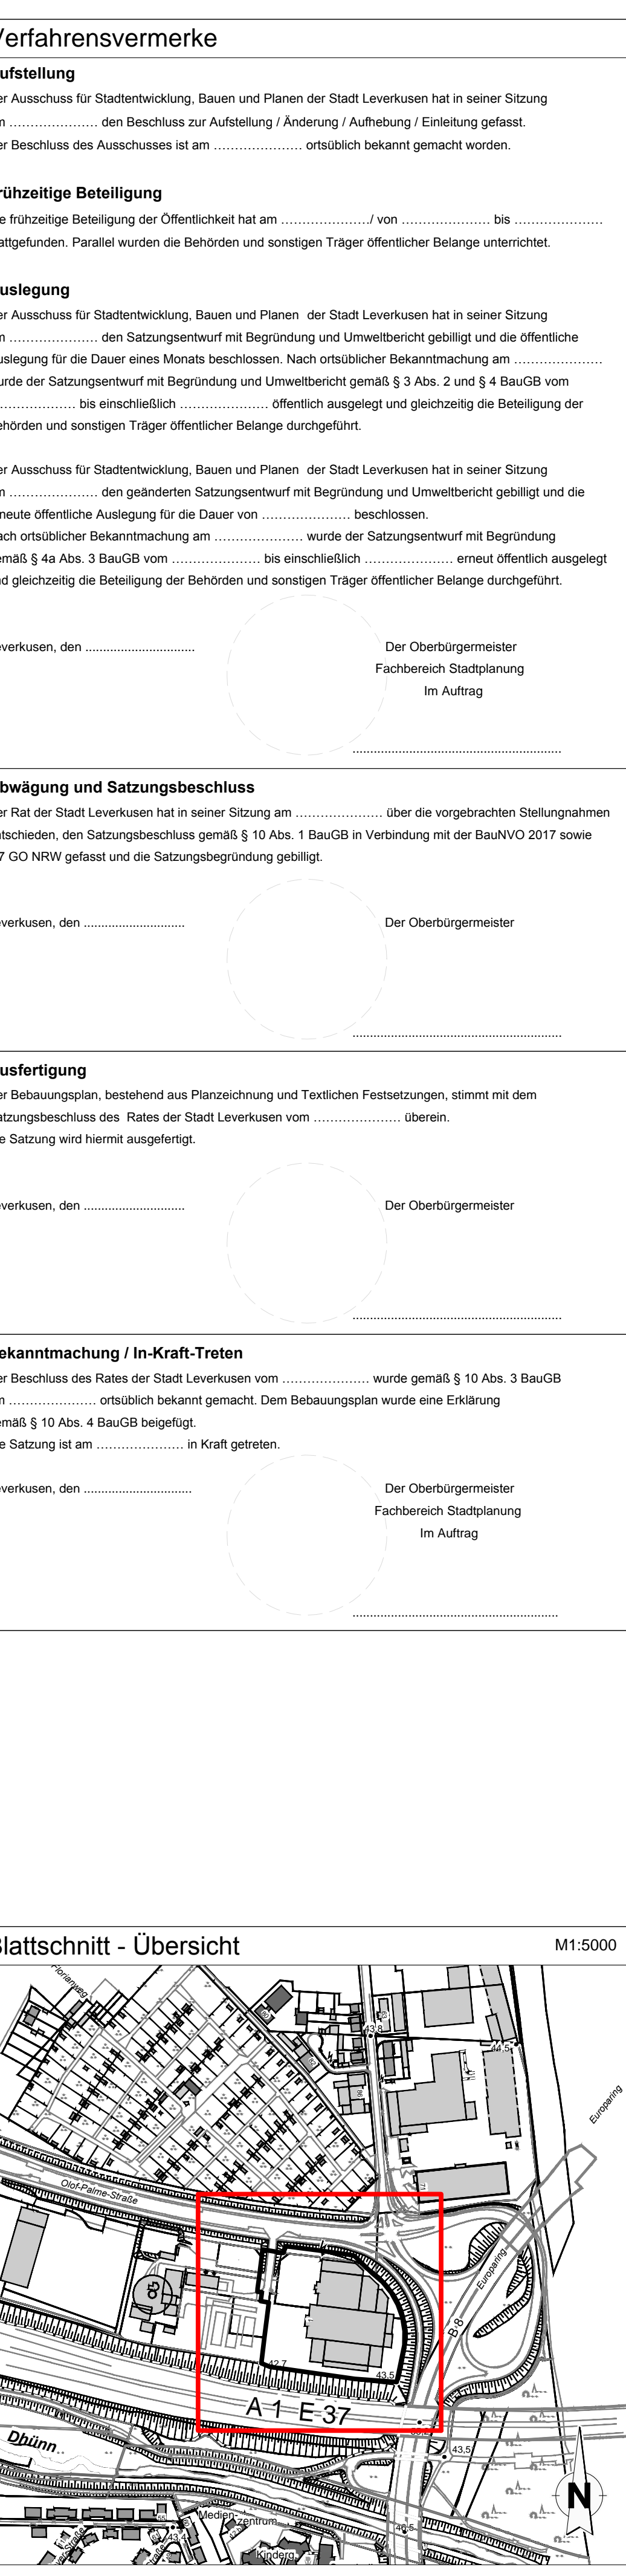 Verfahrensvermerke
ufstellung
er Ausschuss für Stadtentwicklung, Bauen und Planen der Stadt Leverkusen hat in seiner Sitzung
m ………………… den Beschluss zur Aufstellung / Änderung / Aufhebung / Einleitung gefasst.
er Beschluss des Ausschusses ist am ………………… ortsüblich bekannt gemacht worden.
rühzeitige Beteiligung
e frühzeitige Beteiligung der Öffentlichkeit hat am …………………/ von ………………… bis …………………
attgefunden. Parallel wurden die Behörden und sonstigen Träger öffentlicher Belange unterrichtet.
uslegung
er Ausschuss für Stadtentwicklung, Bauen und Planen der Stadt Leverkusen hat in seiner Sitzung
m ………………… den Satzungsentwurf mit Begründung und Umweltbericht gebilligt und die öffentliche
uslegung für die Dauer eines Monats beschlossen. Nach ortsüblicher Bekanntmachung am …………………
urde der Satzungsentwurf mit Begründung und Umweltbericht gemäß § 3 Abs. 2 und § 4 BauGB vom
………………… bis einschließlich ………………… öffentlich ausgelegt und gleichzeitig die Beteiligung der
ehörden und sonstigen Träger öffentlicher Belange durchgeführt.
er Ausschuss für Stadtentwicklung, Bauen und Planen der Stadt Leverkusen hat in seiner Sitzung
m ………………… den geänderten Satzungsentwurf mit Begründung und Umweltbericht gebilligt und die
neute öffentliche Auslegung für die Dauer von ………………… beschlossen.
ach ortsüblicher Bekanntmachung am ………………… wurde der Satzungsentwurf mit Begründung
emäß § 4a Abs. 3 BauGB vom ………………… bis einschließlich ………………… erneut öffentlich ausgelegt
nd gleichzeitig die Beteiligung der Behörden und sonstigen Träger öffentlicher Belange durchgeführt.
everkusen, den ............................... Der Oberbürgermeister
Fachbereich Stadtplanung
Im Auftrag
............................................................
bwägung und Satzungsbeschluss
er Rat der Stadt Leverkusen hat in seiner Sitzung am ………………… über die vorgebrachten Stellungnahmen
ntschieden, den Satzungsbeschluss gemäß § 10 Abs. 1 BauGB in Verbindung mit der BauNVO 2017 sowie
7 GO NRW gefasst und die Satzungsbegründung gebilligt.
everkusen, den ............................. Der Oberbürgermeister
............................................................
usfertigung
er Bebauungsplan, bestehend aus Planzeichnung und Textlichen Festsetzungen, stimmt mit dem
atzungsbeschluss des Rates der Stadt Leverkusen vom ………………… überein.
e Satzung wird hiermit ausgefertigt.
everkusen, den ............................. Der Oberbürgermeister
............................................................
ekanntmachung / In-Kraft-Treten
er Beschluss des Rates der Stadt Leverkusen vom ………………… wurde gemäß § 10 Abs. 3 BauGB
m ………………… ortsüblich bekannt gemacht. Dem Bebauungsplan wurde eine Erklärung
emäß § 10 Abs. 4 BauGB beigefügt.
e Satzung ist am ………………… in Kraft getreten.
everkusen, den ............................... Der Oberbürgermeister
Fachbereich Stadtplanung
Im Auftrag
...........................................................
Blattschnitt - Übersicht M1:5000
Florianweg
43,8
44,5
Europaring
Olof-Palme-Straße
Europaring
B 8
42,7
43,5
A 1 E 37
43,5
Dhünn
N
Medien-
zentrum
43,4
46,5
Kinderg.